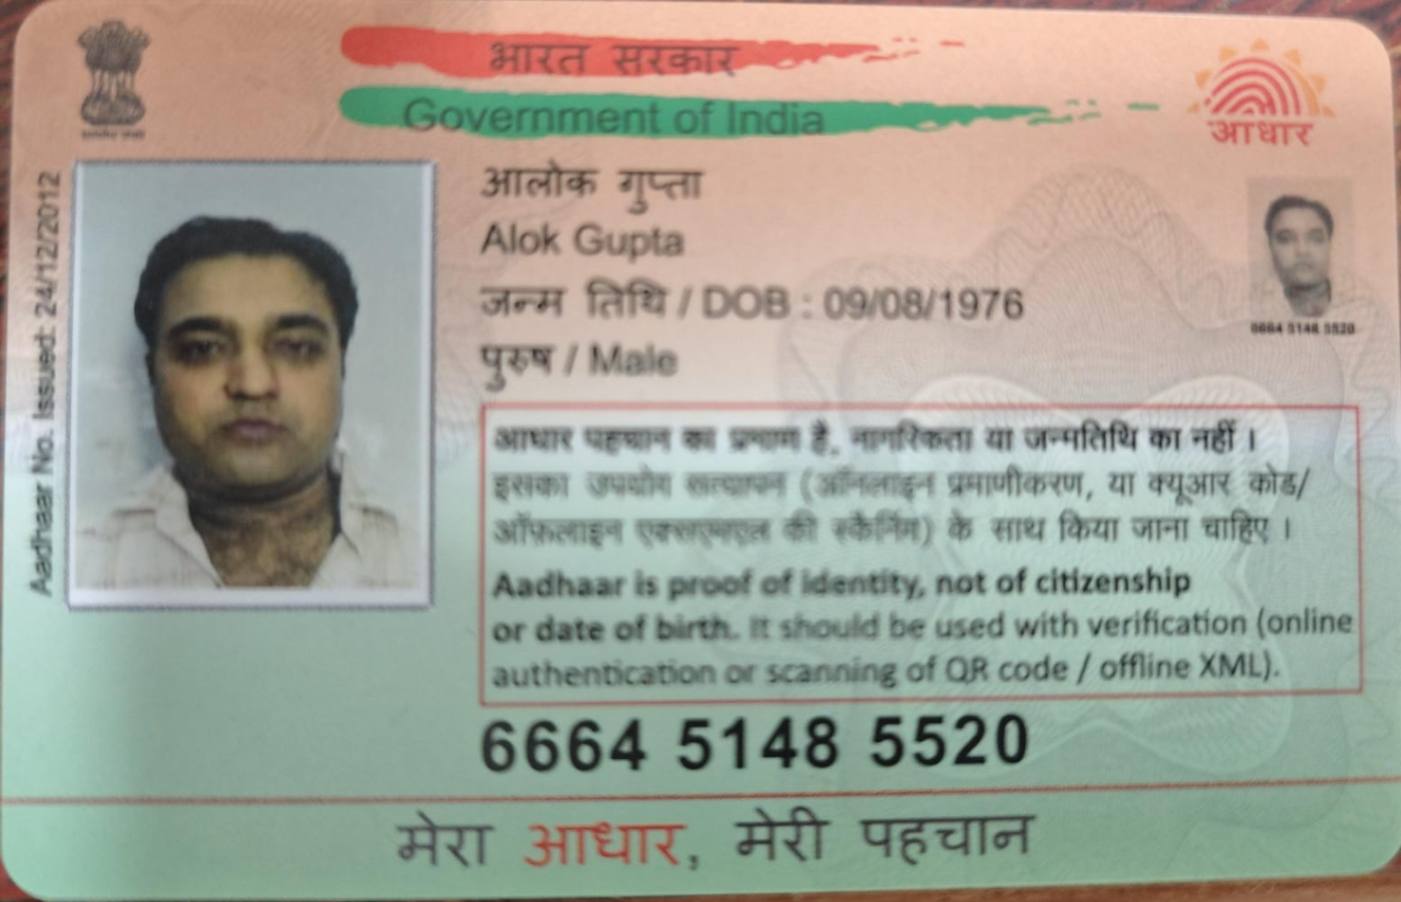 भारत सरकार
Government of India
आधार
Aadhaar No. Issued: 24/12/2012
आलोक गुप्ता
Alok Gupta
जन्म तिथि / DOB : 09/08/1976
पुरुष / Male
6664 5148 5520
आधार पहचान का प्रमाण है, नागरिकता या जन्मतिथि का नहीं ।
इसका उपयोग सत्यापन (ऑनलाइन प्रमाणीकरण, या क्यूआर कोड/
ऑफ़लाइन एक्सएमएल की स्कैनिंग) के साथ किया जाना चाहिए ।
Aadhaar is proof of identity, not of citizenship
or date of birth. It should be used with verification (online
authentication or scanning of QR code / offline XML).
6664 5148 5520
मेरा आधार, मेरी पहचान